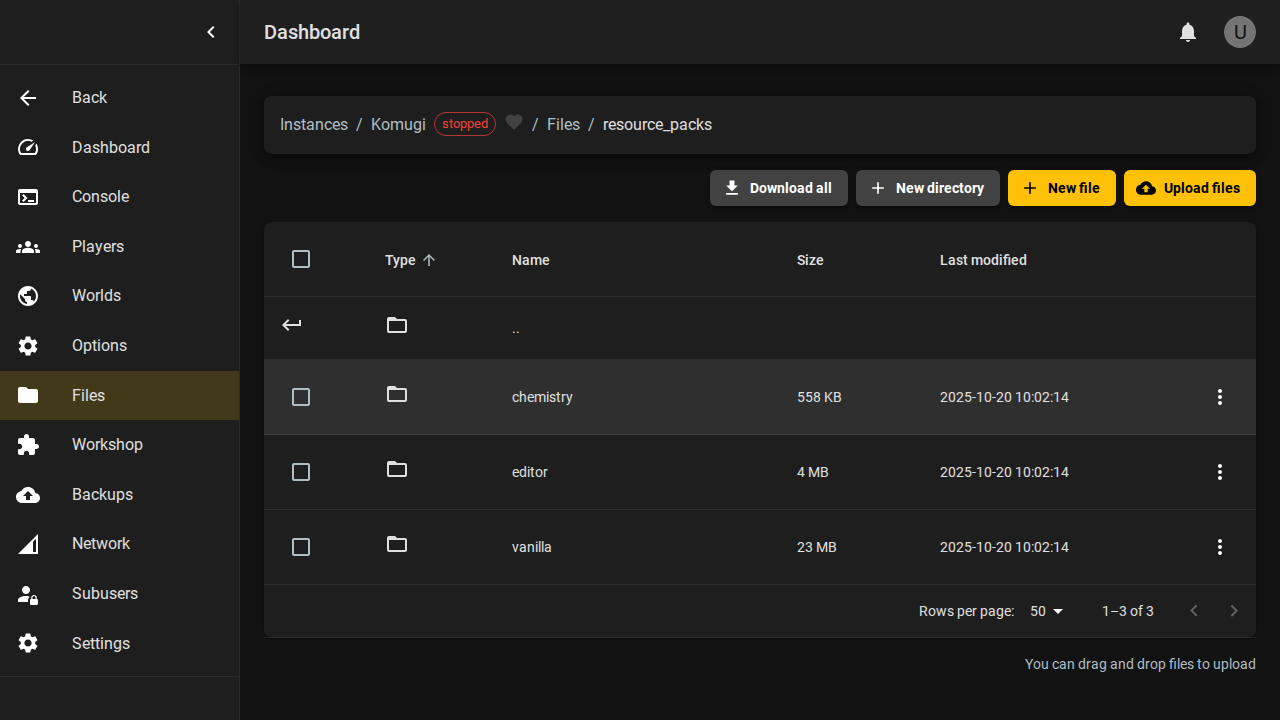 Dashboard
U
Back
Dashboard
Console
Players
Worlds
Options
Files
Workshop
Backups
Network
Subusers
Settings
Instances / Komugi stopped / Files / resource_packs
Download all
New directory
New file
Upload files
Type Name Size Last modified
..
chemistry 558 KB 2025-10-20 10:02:14
editor 4 MB 2025-10-20 10:02:14
vanilla 23 MB 2025-10-20 10:02:14
Rows per page: 50 1–3 of 3
You can drag and drop files to upload